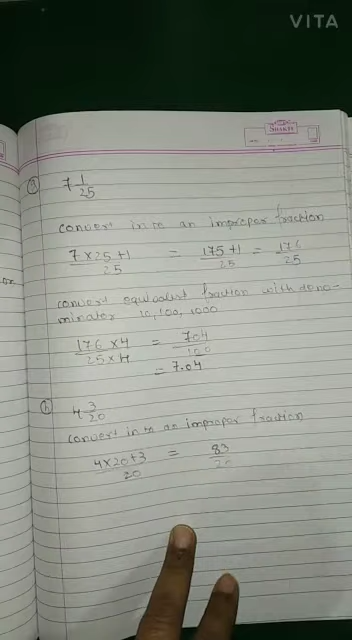 VITA
SHAKTI
(g) 7 1/25
convert in to an improper fraction
7 × 25 + 1 / 25 = 175 + 1 / 25 = 176 / 25
convert equivalent fraction with deno-
minator 10, 100, 1000
176 × 4 / 25 × 4 = 704 / 100
= 7.04
(h) 4 3/20
convert in to an improper fraction
4 × 20 + 3 / 20 = 83 / 20